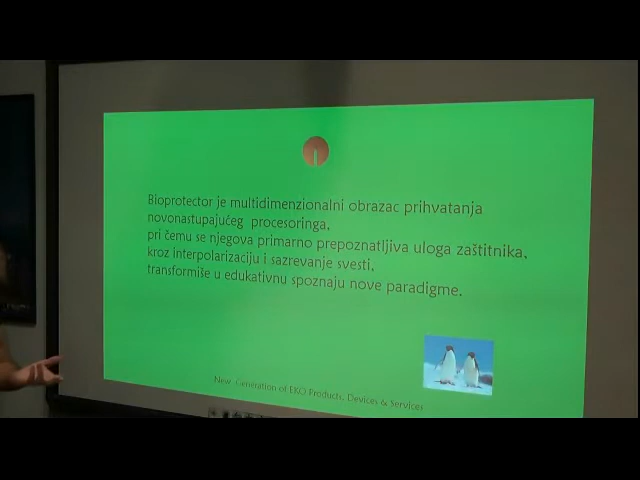 Bioprotector je multidimenzionalni obrazac prihvatanja
novonastupajućeg procesoringa,
pri čemu se njegova primarno prepoznatljiva uloga zaštitnika,
kroz interpolarizaciju i sazrevanje svesti,
transformiše u edukativnu spoznaju nove paradigme.
New Generation of EKO Products, Devices & Services